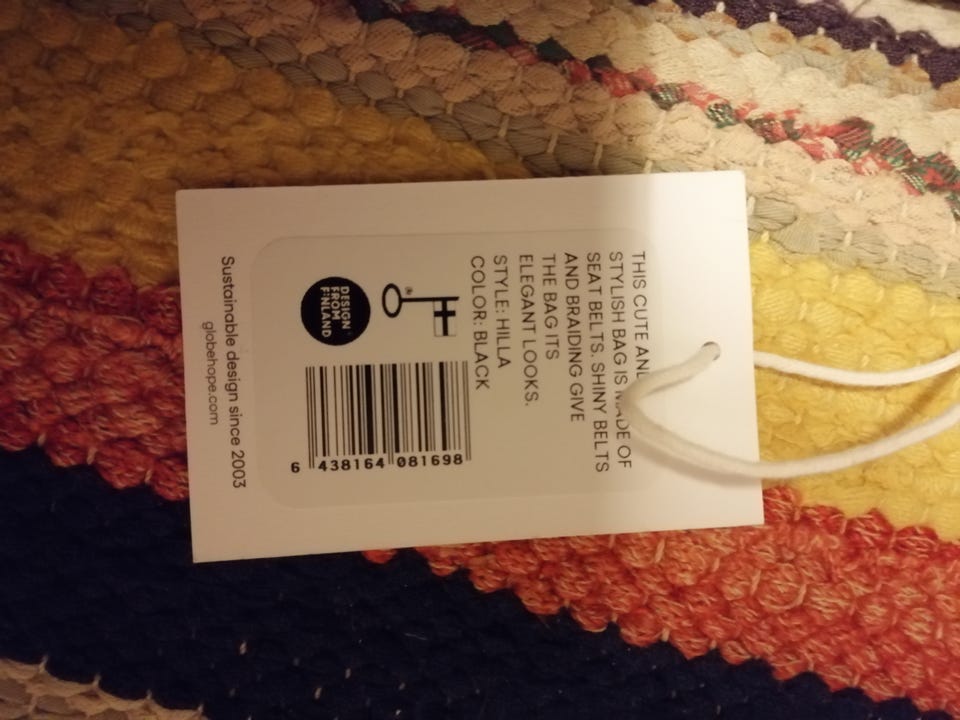 THIS CUTE AND
STYLISH BAG IS MADE OF
SEAT BELTS. SHINY BELTS
AND BRAIDING GIVE
THE BAG ITS
ELEGANT LOOKS.
STYLE: HILLA
COLOR: BLACK
®
DESIGN
FROM
FINLAND
6 438164 081698
Sustainable design since 2003
globehope.com